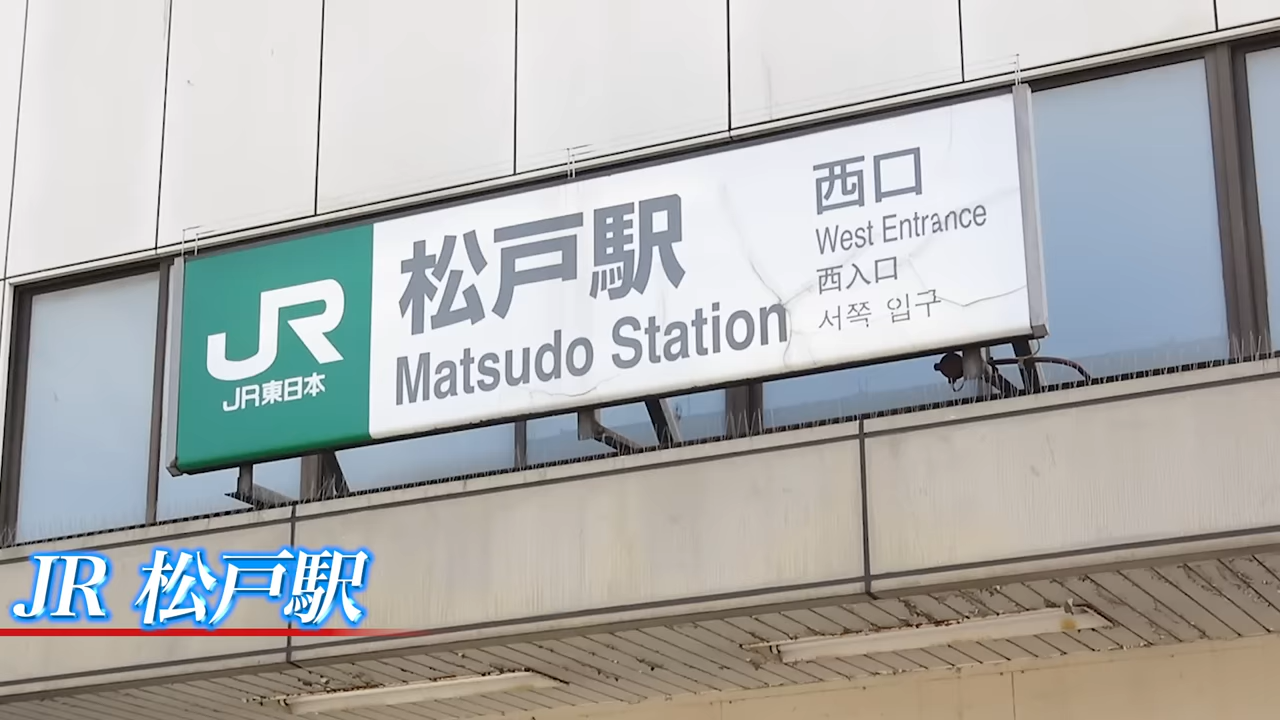 JR
JR東日本
松戸駅
Matsudo Station
西口
West Entrance
西入口
서쪽 입구
JR 松戸駅